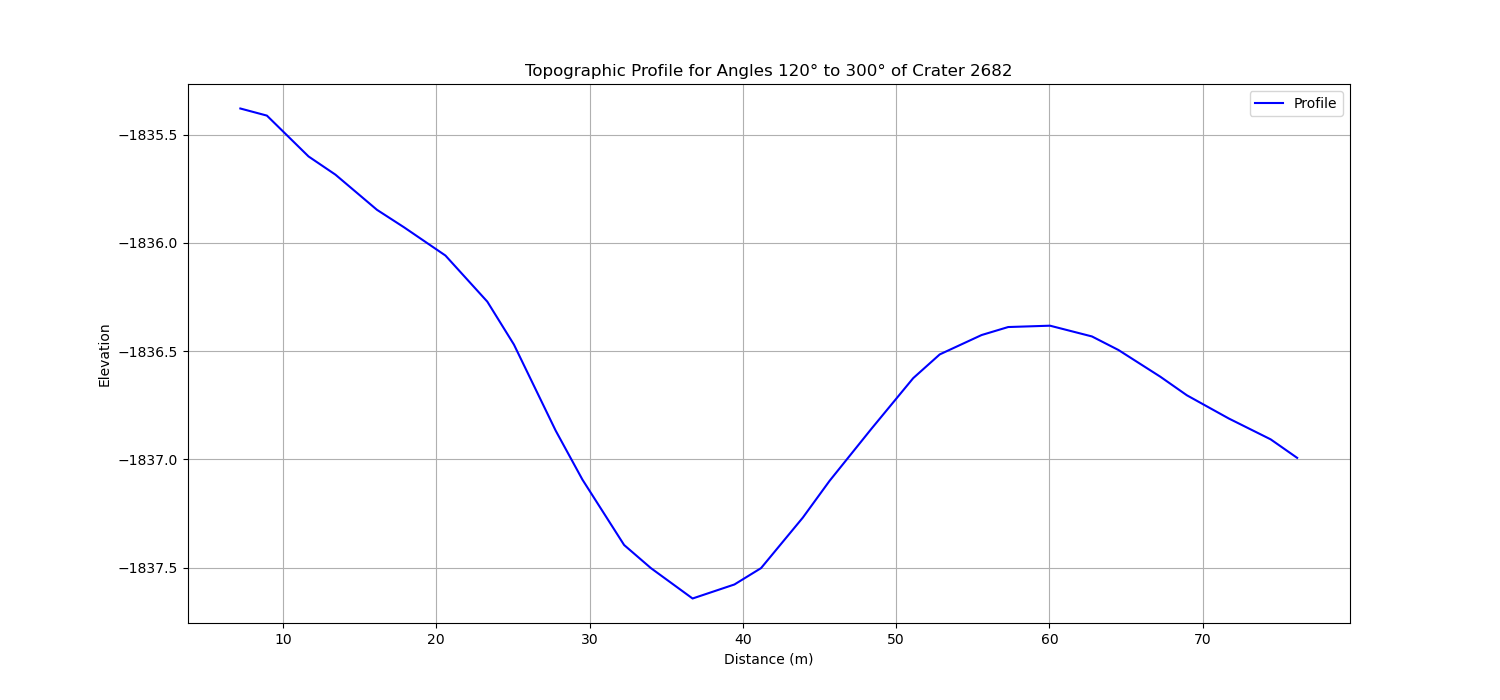 Topographic Profile for Angles 120° to 300° of Crater 2682
Profile
−1835.5
−1836.0
−1836.5
−1837.0
−1837.5
Elevation
10 20 30 40 50 60 70
Distance (m)